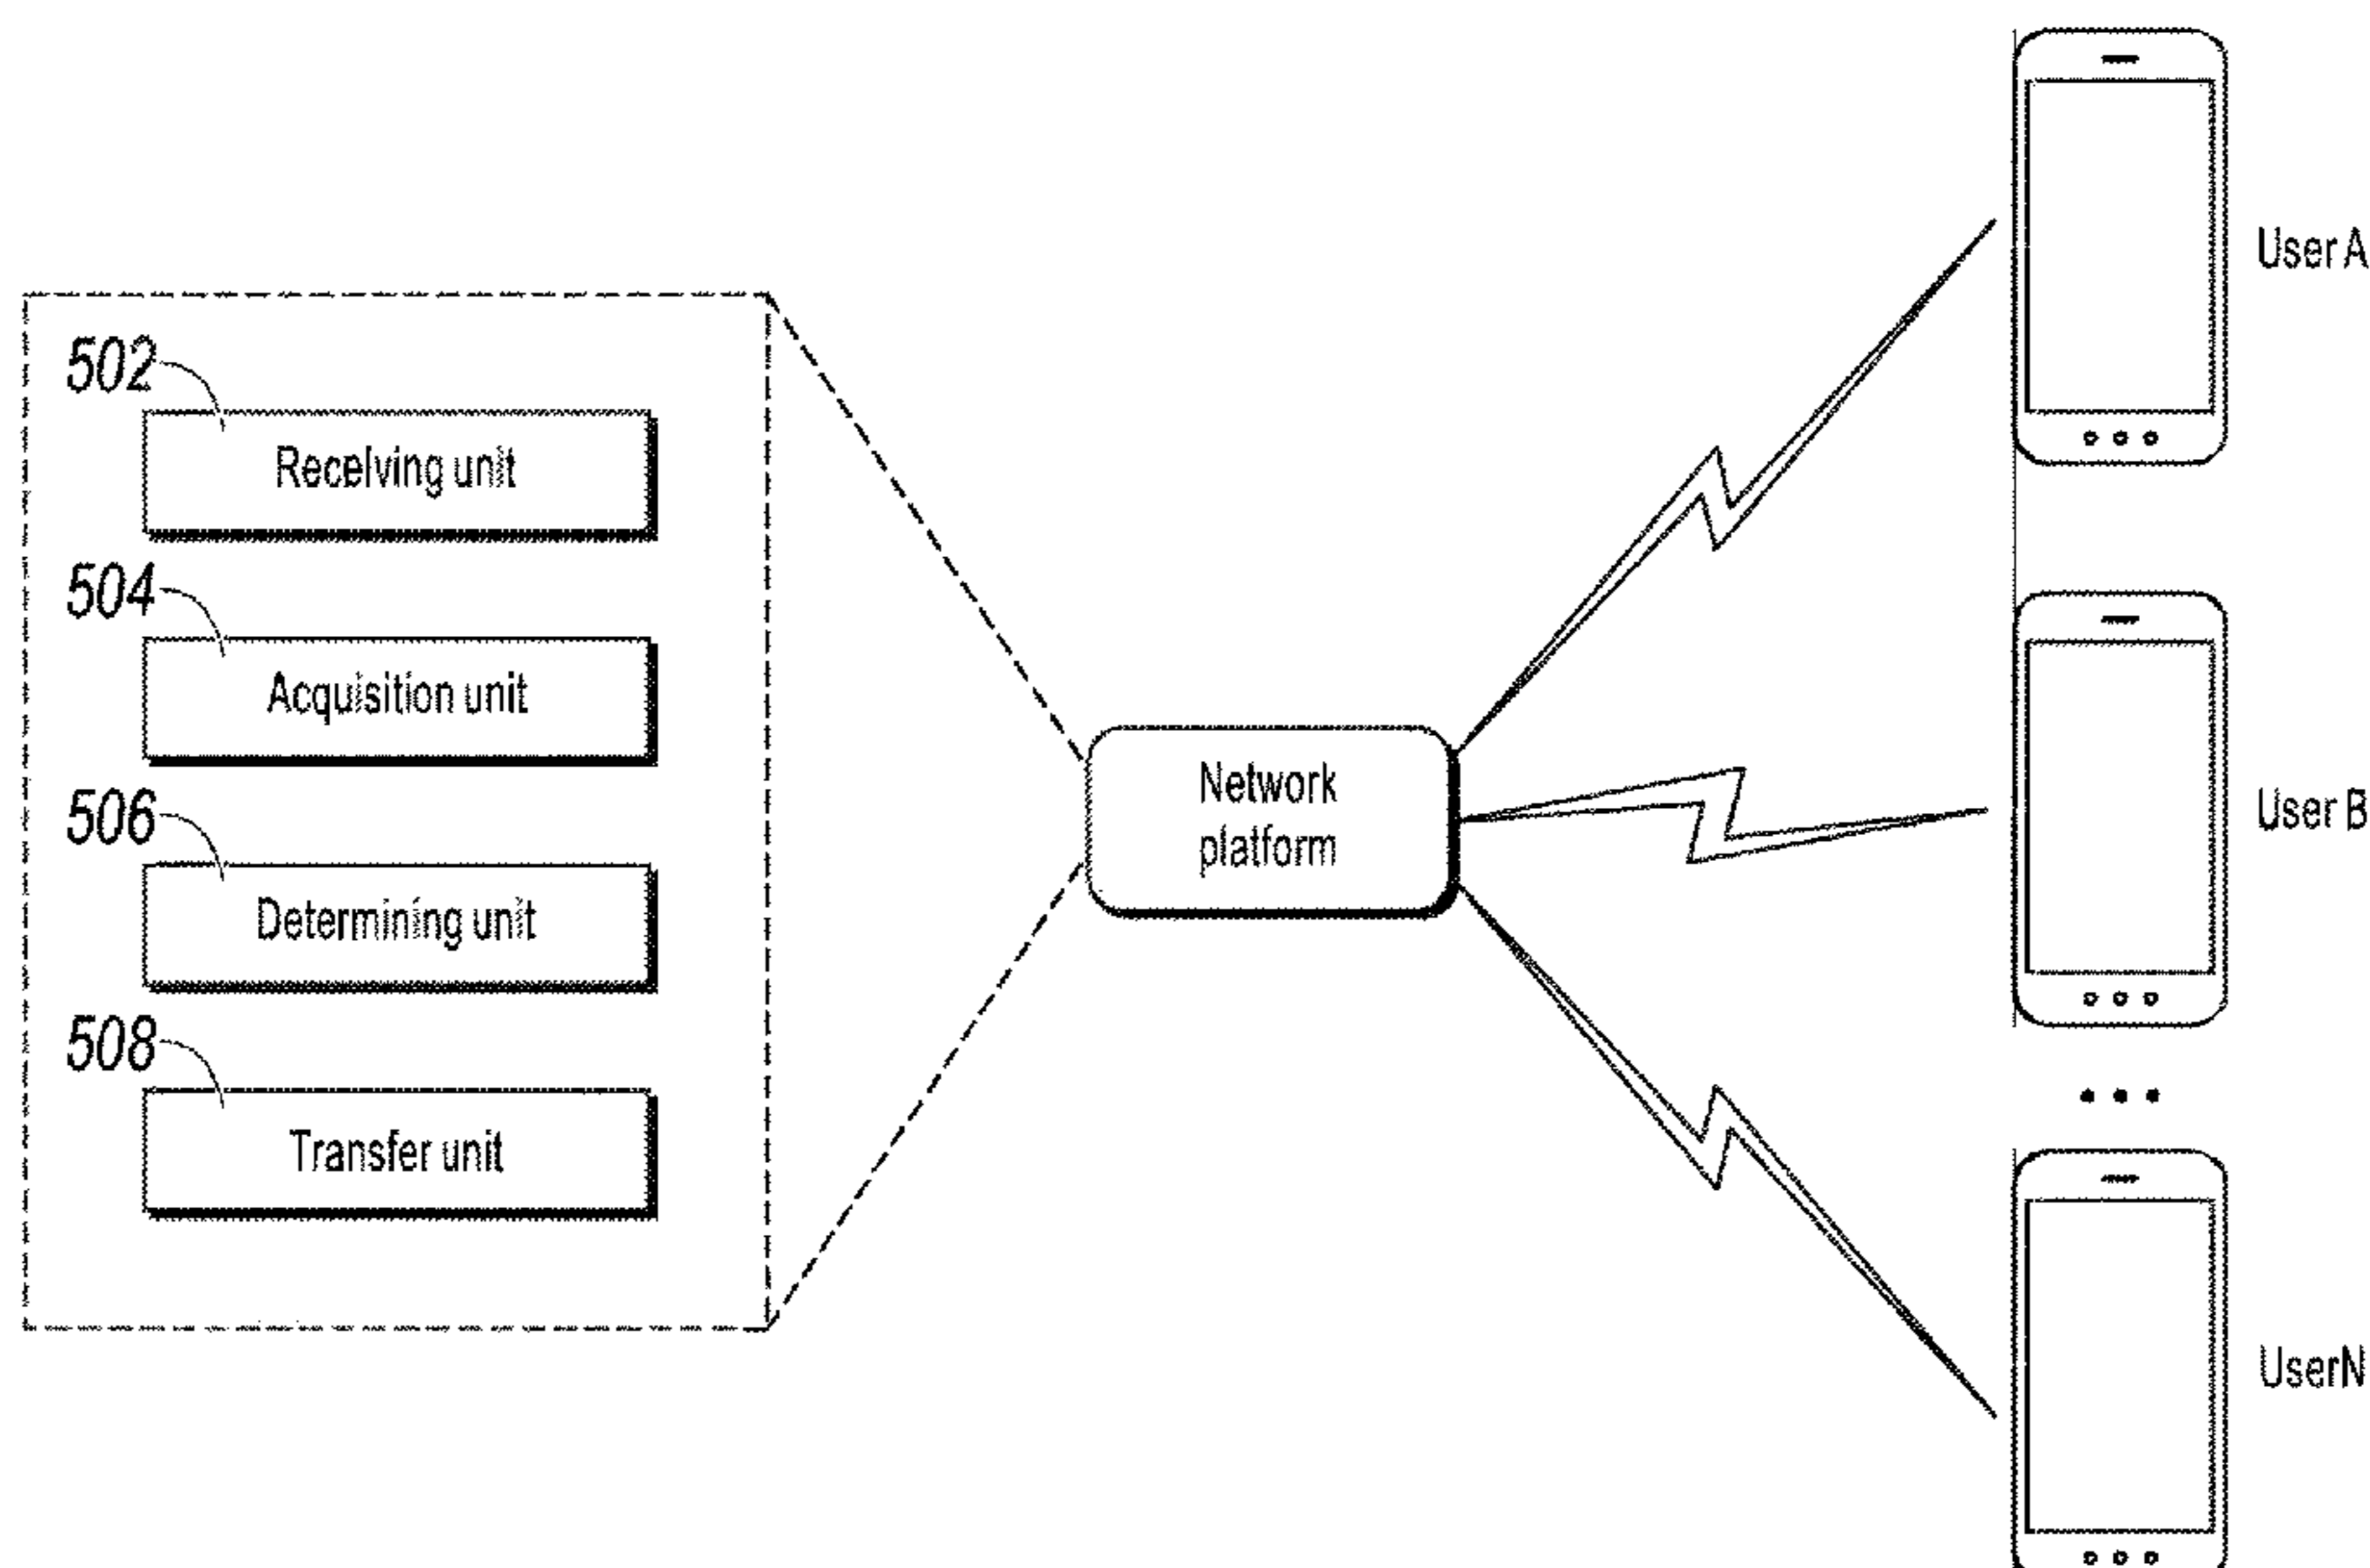 502
Receiving unit
504
Acquisition unit
506
Determining unit
508
Transfer unit
Network
platform
User A
User B
UserN